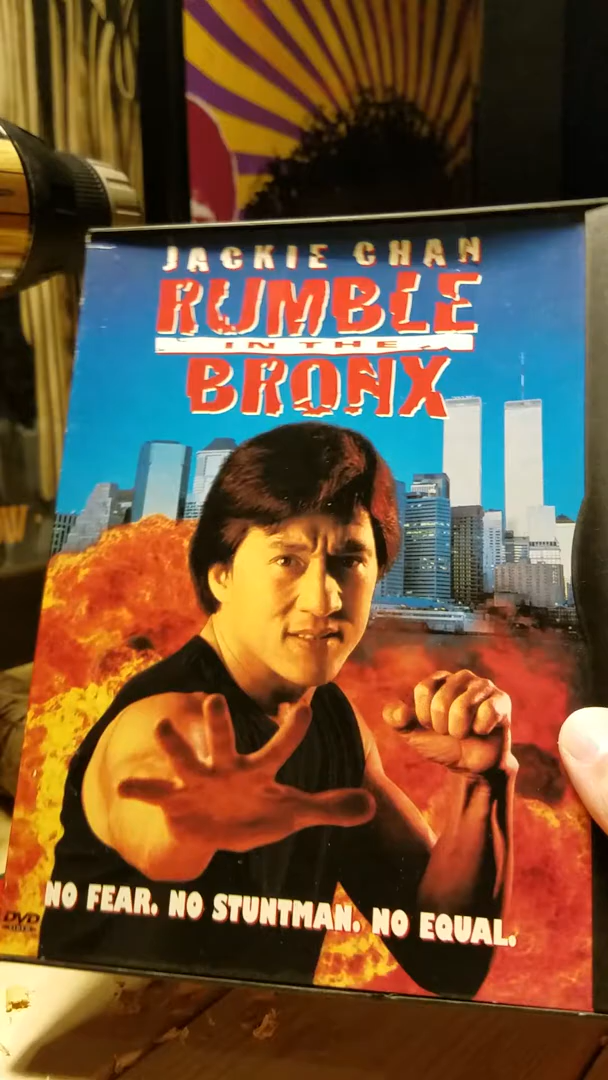 JACKIE CHAN
RUMBLE
IN THE
BRONX
NO FEAR. NO STUNTMAN. NO EQUAL.
DVD